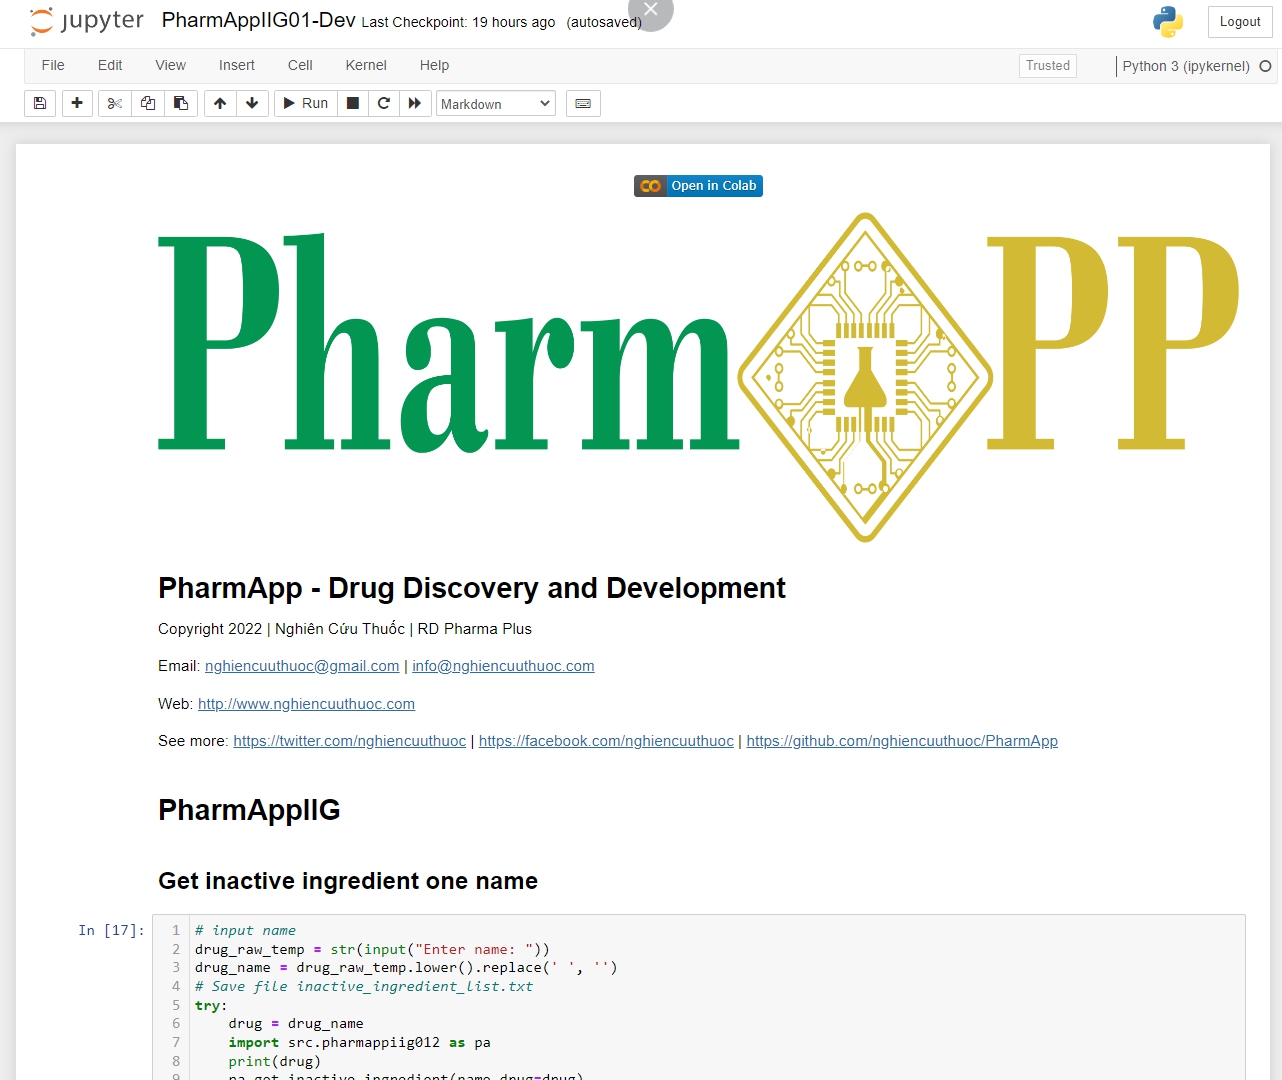 jupyter PharmAppIIG01-Dev Last Checkpoint: 19 hours ago (autosaved) Logout
File Edit View Insert Cell Kernel Help Trusted Python 3 (ipykernel)
Run Markdown
Open in Colab
Pharm PP
PharmApp - Drug Discovery and Development
Copyright 2022 | Nghiên Cứu Thuốc | RD Pharma Plus
Email: nghiencuuthuoc@gmail.com | info@nghiencuuthuoc.com
Web: http://www.nghiencuuthuoc.com
See more: https://twitter.com/nghiencuuthuoc | https://facebook.com/nghiencuuthuoc | https://github.com/nghiencuuthuoc/PharmApp
PharmAppIIG
Get inactive ingredient one name
In [17]: 1 # input name
2 drug_raw_temp = str(input("Enter name: "))
3 drug_name = drug_raw_temp.lower().replace(' ', '')
4 # Save file inactive_ingredient_list.txt
5 try:
6     drug = drug_name
7     import src.pharmappiig012 as pa
8     print(drug)
9     pa.get_inactive_ingredient(name_drug=drug)